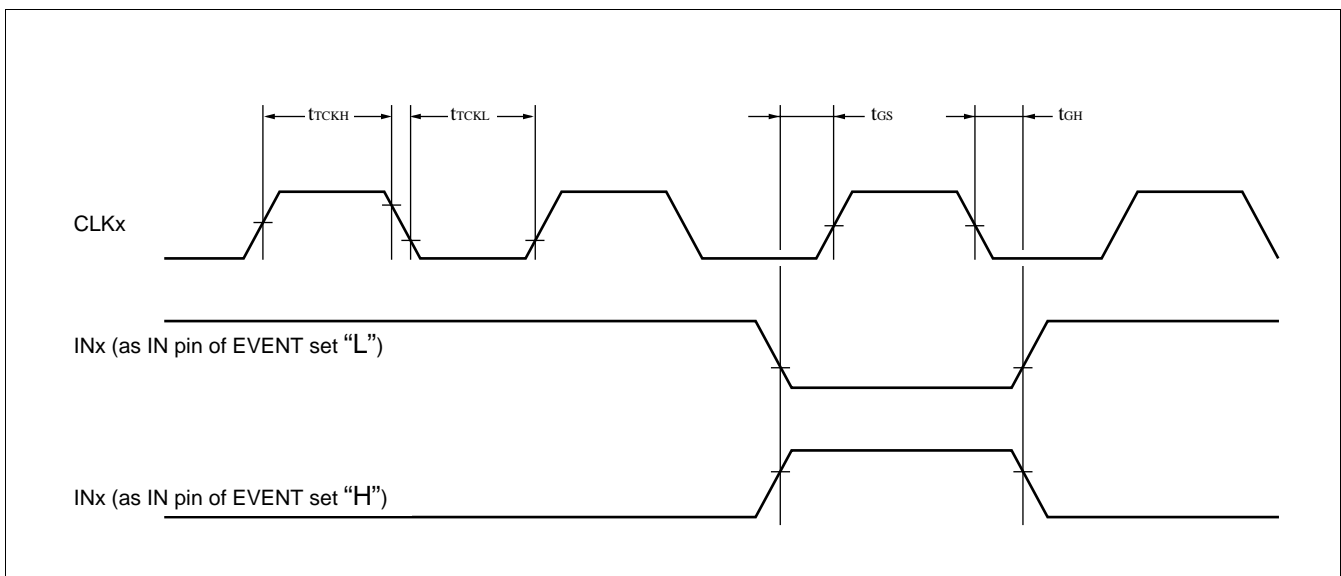 tTCKH tTCKL tGS tGH
CLKx
INx (as IN pin of EVENT set “L”)
INx (as IN pin of EVENT set “H”)